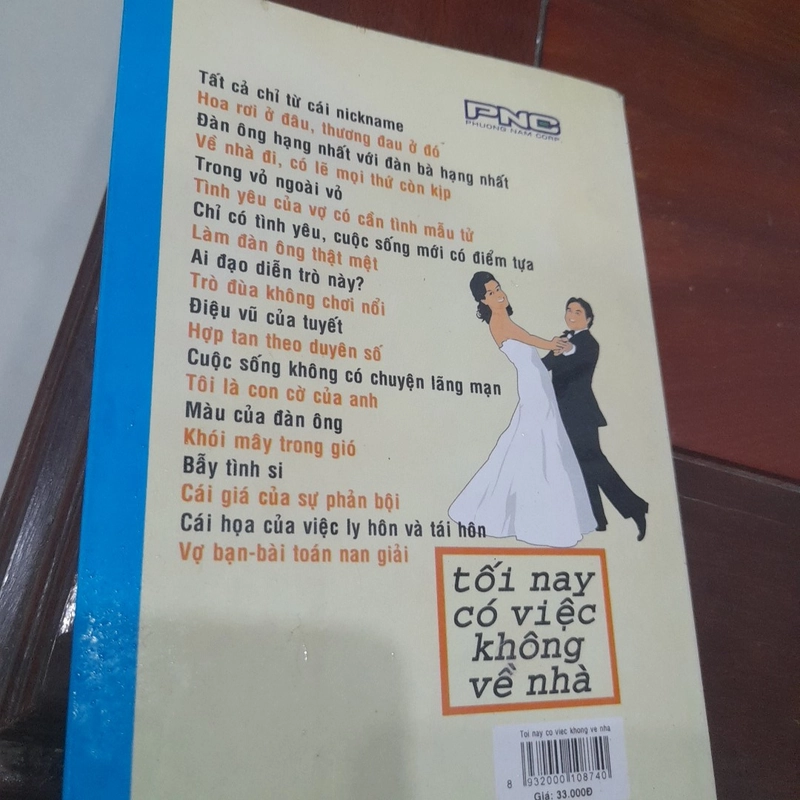 Tất cả chỉ từ cái nickname
Hoa rơi ở đâu, thương đau ở đó
Đàn ông hạng nhất với đàn bà hạng nhất
Về nhà đi, có lẽ mọi thứ còn kịp
Trong vỏ ngoài vỏ
Tình yêu của vợ có cần tình mẫu tử
Chỉ có tình yêu, cuộc sống mới có điểm tựa
Làm đàn ông thật mệt
Ai đạo diễn trò này?
Trò đùa không chơi nổi
Điệu vũ của tuyết
Hợp tan theo duyên số
Cuộc sống không có chuyện lãng mạn
Tôi là con cờ của anh
Màu của đàn ông
Khói mây trong gió
Bẫy tình si
Cái giá của sự phản bội
Cái họa của việc ly hôn và tái hôn
Vợ bạn-bài toán nan giải
PNC
PHUONG NAM CORP.
tối nay
có việc
không
về nhà
Toi nay co viec khong ve nha
8 932000 108740
Giá: 33.000Đ